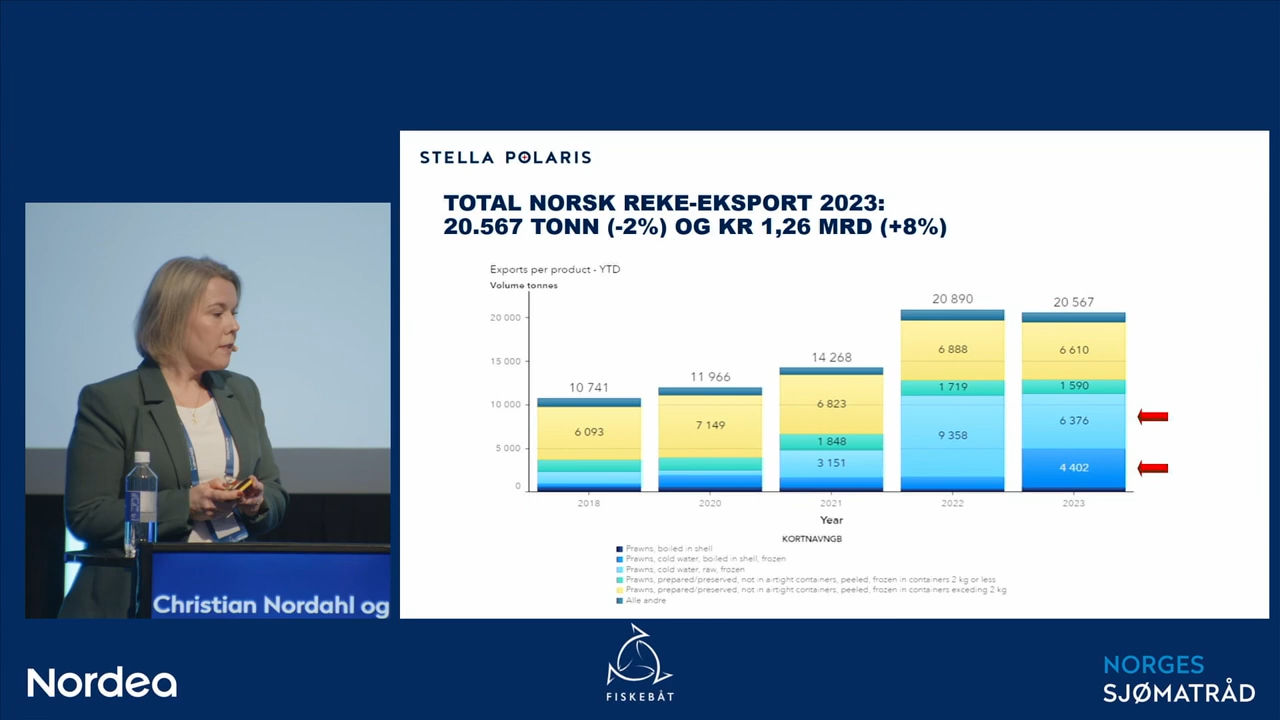 STELLA POLARIS
TOTAL NORSK REKE-EKSPORT 2023:
20.567 TONN (-2%) OG KR 1,26 MRD (+8%)
Exports per product - YTD
Volume tonnes
20 000
15 000
10 000
5 000
0
10 741
6 093
11 966
7 149
14 268
6 823
1 848
3 151
20 890
6 888
1 719
9 358
20 567
6 610
1 590
6 376
4 402
2018
2020
2021
2022
2023
Year
KORTNAVNGB
Prawns, boiled in shell
Prawns, cold water, boiled in shell, frozen
Prawns, cold water, raw, frozen
Prawns, prepared/preserved, not in airtight containers, peeled, frozen in containers 2 kg or less
Prawns, prepared/preserved, not in airtight containers, peeled, frozen in containers exceeding 2 kg
Alle andre
Christian Nordahl og
Nordea
FISKEBÅT
NORGES
SJØMATRÅD